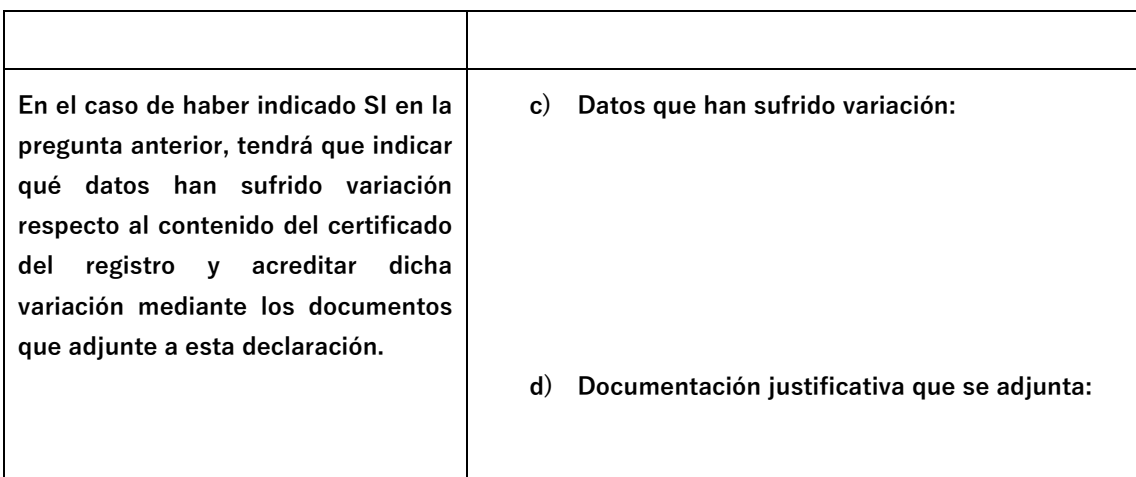 En el caso de haber indicado SI en la
pregunta anterior, tendrá que indicar
qué datos han sufrido variación
respecto al contenido del certificado
del registro y acreditar dicha
variación mediante los documentos
que adjunte a esta declaración.
c) Datos que han sufrido variación:
d) Documentación justificativa que se adjunta: